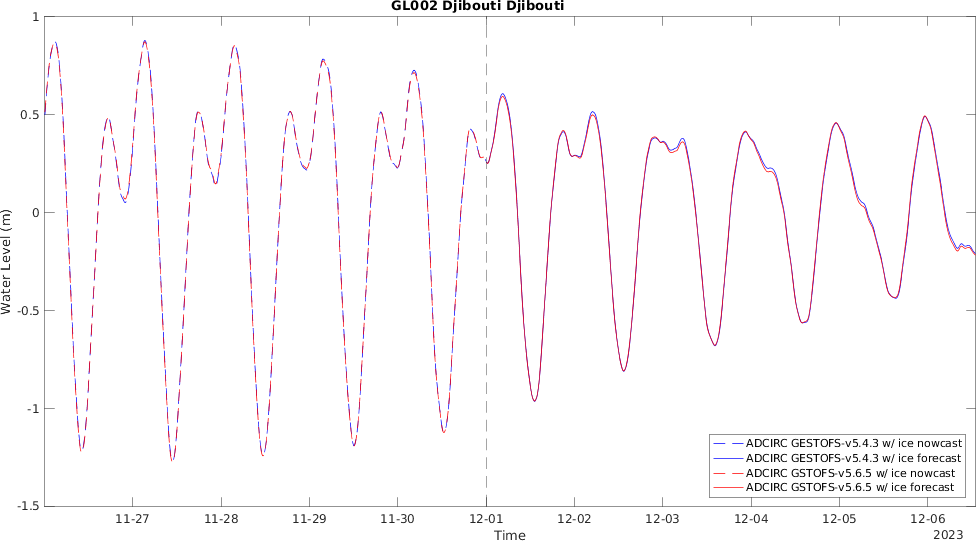 GL002 Djibouti Djibouti
1
0.5
0
-0.5
-1
-1.5
Water Level (m)
ADCIRC GESTOFS-v5.4.3 w/ ice nowcast
ADCIRC GESTOFS-v5.4.3 w/ ice forecast
ADCIRC GSTOFS-v5.6.5 w/ ice nowcast
ADCIRC GSTOFS-v5.6.5 w/ ice forecast
11-27 11-28 11-29 11-30 12-01 12-02 12-03 12-04 12-05 12-06
Time
2023